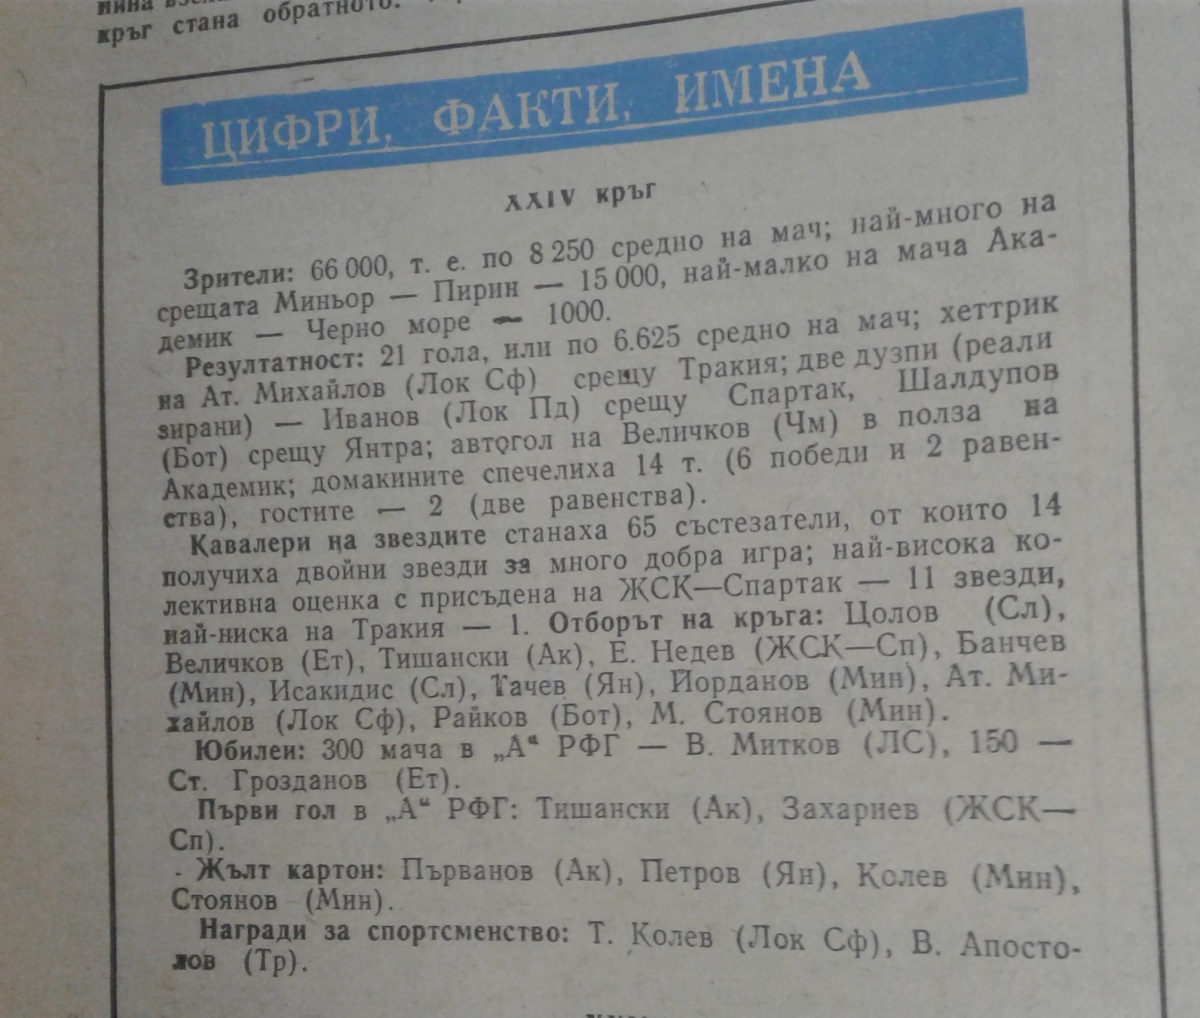 кръг стана обратното.
ЦИФРИ, ФАКТИ, ИМЕНА
XXIV кръг
Зрители: 66 000, т. е. по 8 250 средно на мач; най-много на
срещата Миньор — Пирин — 15 000, най-малко на мача Ака-
демик — Черно море — 1000.
Резултатност: 21 гола, или по 6.625 средно на мач; хеттрик
на Ат. Михайлов (Лок Сф) срещу Тракия; две дузпи (реали
зирани) — Иванов (Лок Пд) срещу Спартак, Шалдупов
(Бот) срещу Янтра; автогол на Величков (Чм) в полза на
Академик; домакините спечелиха 14 т. (6 победи и 2 равен-
ства), гостите — 2 (две равенства).
Кавалери на звездите станаха 65 състезатели, от които 14
получиха двойни звезди за много добра игра; най-висока ко-
лективна оценка с присъдена на ЖСК—Спартак — 11 звезди,
най-ниска на Тракия — 1. Отборът на кръга: Цолов (Сл),
Величков (Ет), Тишански (Ак), Е. Недев (ЖСК—Сп), Банчев
(Мин), Исакидис (Сл), Тачев (Ян), Йорданов (Мин), Ат. Ми-
хайлов (Лок Сф), Райков (Бот), М. Стоянов (Мин).
Юбилеи: 300 мача в „А“ РФГ — В. Митков (ЛС), 150 —
Ст. Грозданов (Ет).
Първи гол в „А“ РФГ: Тишански (Ак), Захариев (ЖСК—
Сп).
Жълт картон: Първанов (Ак), Петров (Ян), Колев (Мин),
Стоянов (Мин).
Награди за спортсменство: Т. Колев (Лок Сф), В. Апосто-
лов (Тр).